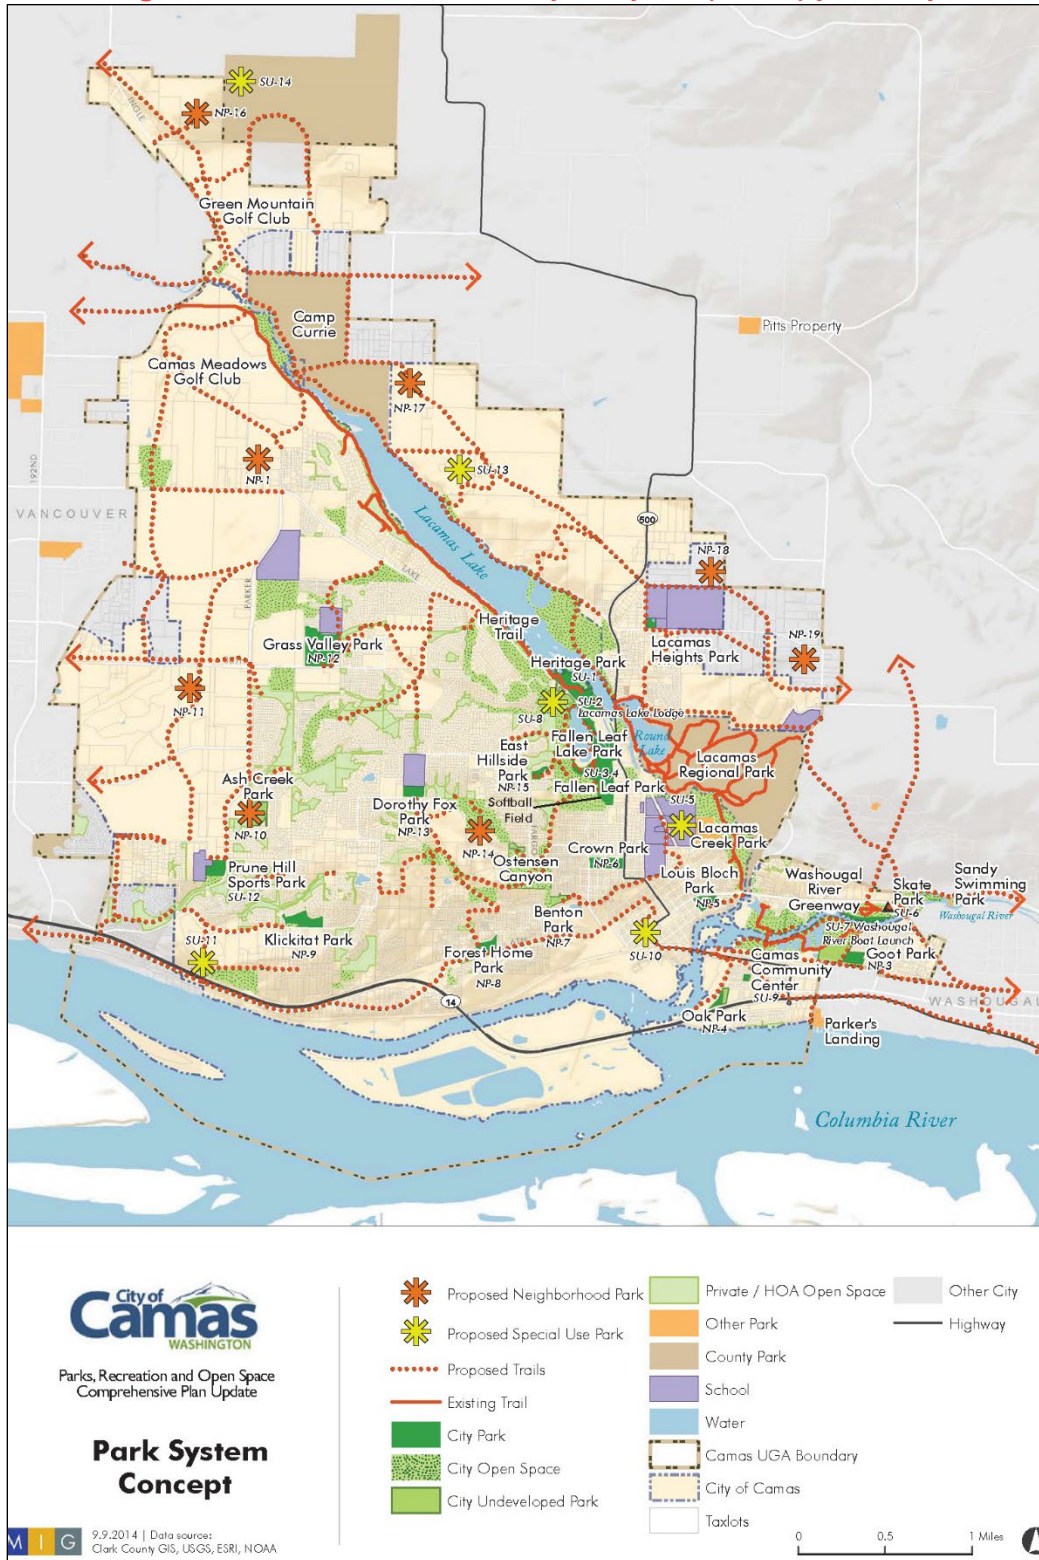 SU-14
NP-16
INGLE
Green Mountain
Golf Club
Camp
Currie
Pitts Property
Camas Meadows
Golf Club
NP-17
192ND
NP-1
SU-13
VANCOUVER
Lacamas Lake
500
NP-18
PARKER
LAKE
Heritage
Trail
Grass Valley Park
NP-12
Lacamas
Heights Park
NP-19
Heritage Park
SU-1
NP-11
SU-2
Lacamas Lake Lodge
SU-8
Round
Lake
Fallen Leaf
Lake Park
East
Hillside
Park
NP-15
SU-3,4
Lacamas
Regional Park
Ash Creek
Park
NP-10
Fallen Leaf Park
Softball
Field
Dorothy Fox
Park
NP-13
SU-5
NP-14
Lacamas
Creek Park
Crown Park
NP-6
Ostensen
Canyon
Prune Hill
Sports Park
SU-12
Louis Bloch
Park
NP-5
Washougal
River
Greenway
Skate
Park
SU-6
Sandy
Swimming
Park
Washougal River
Benton
Park
NP-7
SU-7 Washougal
River Boat Launch
SU-11
Klickitat Park
NP-9
Forest Home
Park
NP-8
SU-10
Camas
Community
Center
SU-9
Goot Park
NP-3
14
WASHOUGAL
Oak Park
NP-4
Parker's
Landing
Columbia River
City of
Camas
WASHINGTON
Parks, Recreation and Open Space
Comprehensive Plan Update
Park System
Concept
MIG
9.9.2014 | Data source:
Clark County GIS, USGS, ESRI, NOAA
Proposed Neighborhood Park
Proposed Special Use Park
Proposed Trails
Existing Trail
City Park
City Open Space
City Undeveloped Park
Private / HOA Open Space
Other Park
County Park
School
Water
Camas UGA Boundary
City of Camas
Taxlots
Other City
Highway
0 0.5 1 Miles